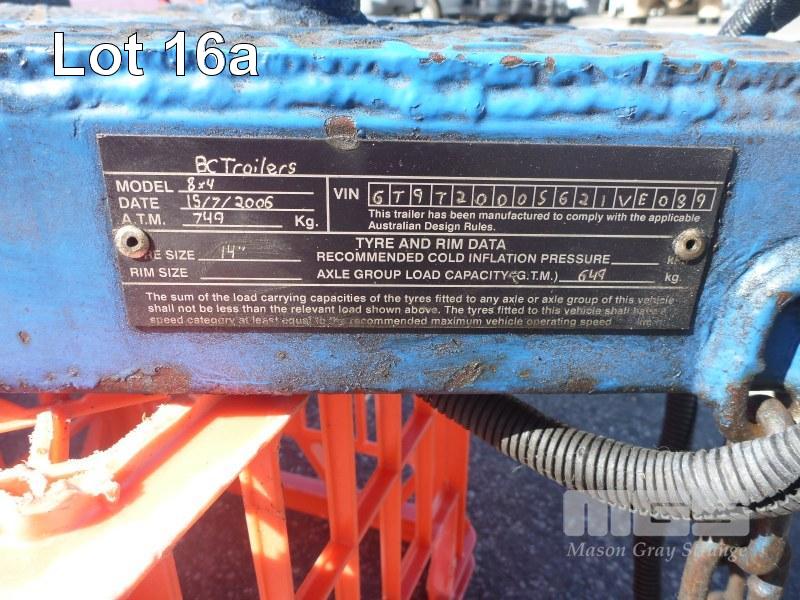 Lot 16a
BC Trailers
MODEL 8x4
DATE 19/7/2006
A.T.M. 749 Kg.
VIN 6T9T20005621VE089
This trailer has been manufactured to comply with the applicable
Australian Design Rules.
TYRE AND RIM DATA
SIZE 14" RECOMMENDED COLD INFLATION PRESSURE
RIM SIZE AXLE GROUP LOAD CAPACITY (G.T.M.) 649 kg.
The sum of the load carrying capacities of the tyres fitted to any axle or axle group of this vehicle
shall not be less than the relevant load shown above. The tyres fitted to this vehicle shall have a
speed category at least equal to the recommended maximum vehicle operating speed
MGS
Mason Gray Strange